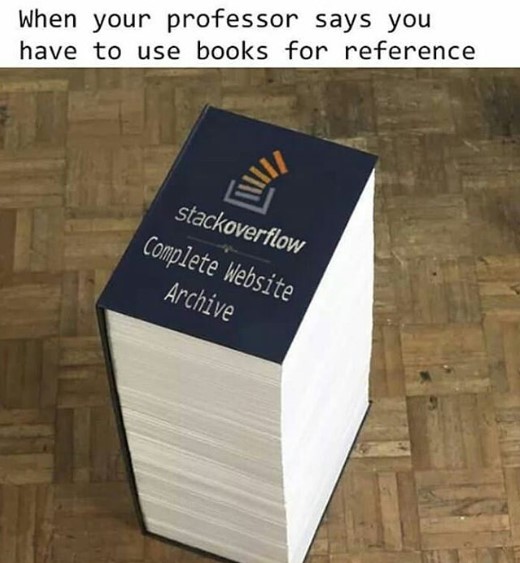 When your professor says you
have to use books for reference
stackoverflow
Complete Website
Archive